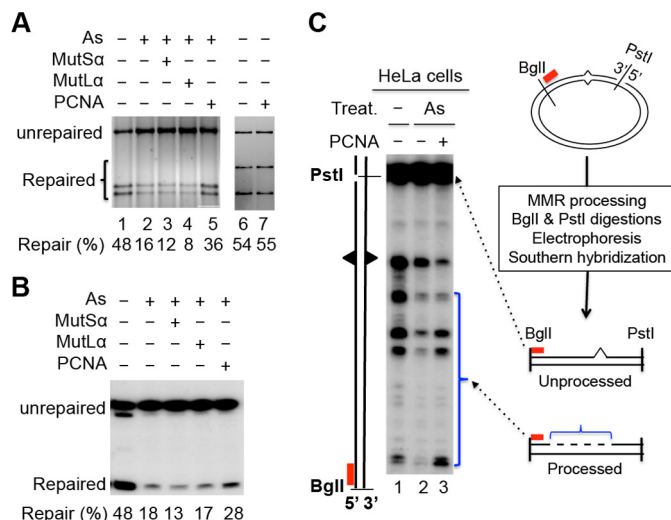 A
As – + + + + – –
MutSα – – + – – – –
MutLα – – – + – – –
PCNA – – – – + – +
unrepaired
Repaired
1 2 3 4 5 6 7
Repair (%) 48 16 12 8 36 54 55
B
As – + + + +
MutSα – – + – –
MutLα – – – + –
PCNA – – – – +
unrepaired
Repaired
Repair (%) 48 18 13 17 28
C
HeLa cells
Treat. – As
PCNA – – +
PstI
BglI
5' 3'
1 2 3
BglI
PstI
3' 5'
MMR processing
BglI & PstI digestions
Electrophoresis
Southern hybridization
BglI PstI
Unprocessed
Processed